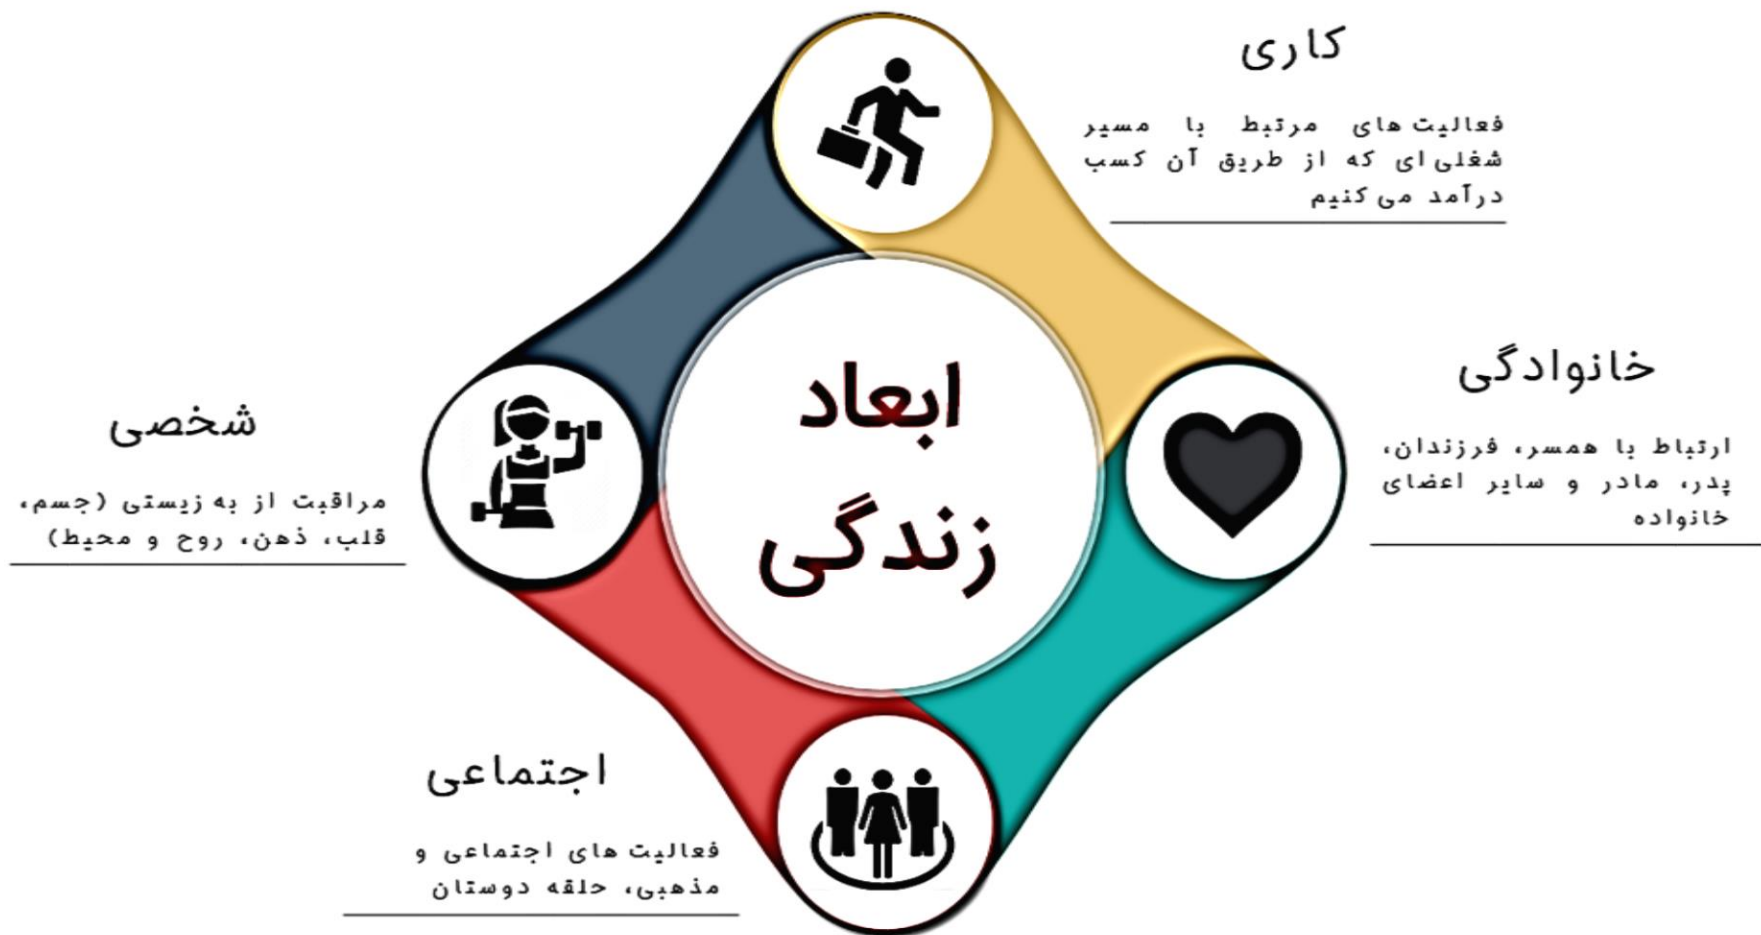 ابعاد
زندگی
کاری
فعالیت های مرتبط با مسیر
شغلی ای که از طریق آن کسب
درآمد می کنیم
خانوادگی
ارتباط با همسر، فرزندان،
پدر، مادر و سایر اعضای
خانواده
شخصی
مراقبت از به زیستی (جسم،
قلب، ذهن، روح و محیط)
اجتماعی
فعالیت های اجتماعی و
مذهبی، حلقه دوستان